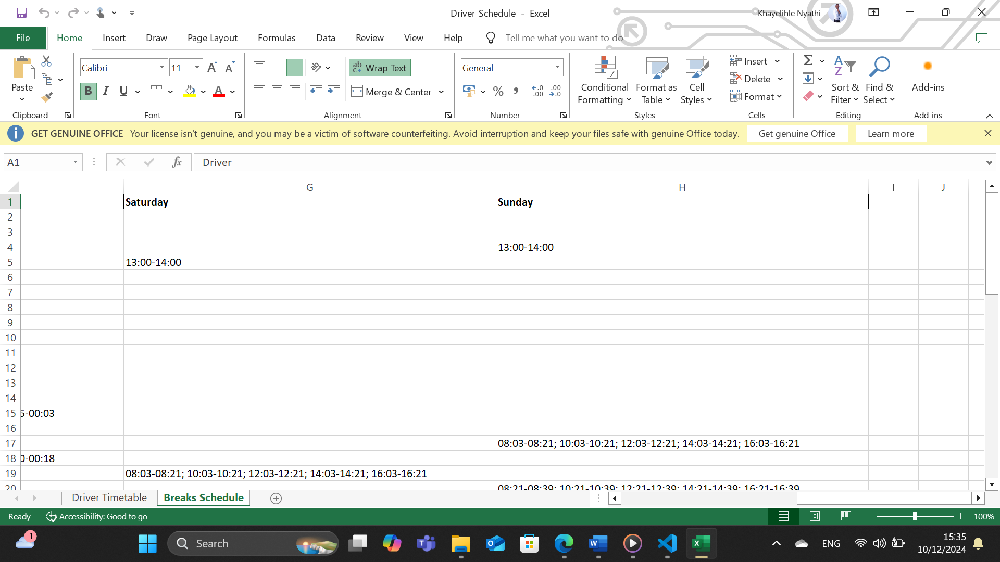 Driver_Schedule - Excel
Khayelihle Nyathi
File Home Insert Draw Page Layout Formulas Data Review View Help Tell me what you want to do
Paste
Clipboard
Calibri 11
B I U
Font
Wrap Text
Merge & Center
Alignment
General
Number
Conditional Formatting
Format as Table
Cell Styles
Styles
Insert
Delete
Format
Cells
Sort & Filter
Find & Select
Editing
Add-ins
Add-ins
GET GENUINE OFFICE Your license isn't genuine, and you may be a victim of software counterfeiting. Avoid interruption and keep your files safe with genuine Office today. Get genuine Office Learn more
A1 fx Driver
G H I J
1 Saturday Sunday
2
3
4 13:00-14:00
5 13:00-14:00
6
7
8
9
10
11
12
13
14
15 5-00:03
16
17 08:03-08:21; 10:03-10:21; 12:03-12:21; 14:03-14:21; 16:03-16:21
18 0-00:18
19 08:03-08:21; 10:03-10:21; 12:03-12:21; 14:03-14:21; 16:03-16:21
20 08:21-08:39; 10:21-10:39; 12:21-12:39; 14:21-14:39; 16:21-16:39
Driver Timetable Breaks Schedule
Ready Accessibility: Good to go 100%
1 Search ENG 15:35
10/12/2024